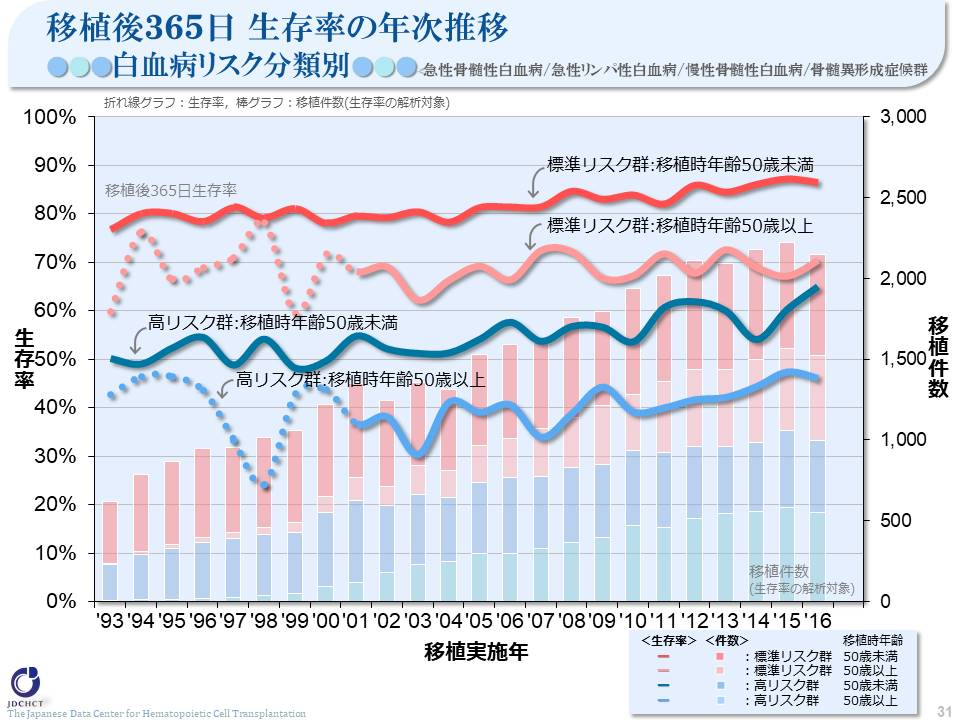 移植後365日 生存率の年次推移
白血病リスク分類別 急性骨髄性白血病/急性リンパ性白血病/慢性骨髄性白血病/骨髄異形成症候群
折れ線グラフ：生存率，棒グラフ：移植件数(生存率の解析対象)
100%
90%
80%
70%
60%
50%
40%
30%
20%
10%
0%
生存率
3,000
2,500
2,000
1,500
1,000
500
0
移植件数
移植後365日生存率
標準リスク群:移植時年齢50歳未満
標準リスク群:移植時年齢50歳以上
高リスク群:移植時年齢50歳未満
高リスク群:移植時年齢50歳以上
移植件数
(生存率の解析対象)
'93 '94 '95 '96 '97 '98 '99 '00 '01 '02 '03 '04 '05 '06 '07 '08 '09 '10 '11 '12 '13 '14 '15 '16
移植実施年
＜生存率＞ ＜件数＞ 移植時年齢
：標準リスク群 50歳未満
：標準リスク群 50歳以上
：高リスク群 50歳未満
：高リスク群 50歳以上
JDCHCT
The Japanese Data Center for Hematopoietic Cell Transplantation
31